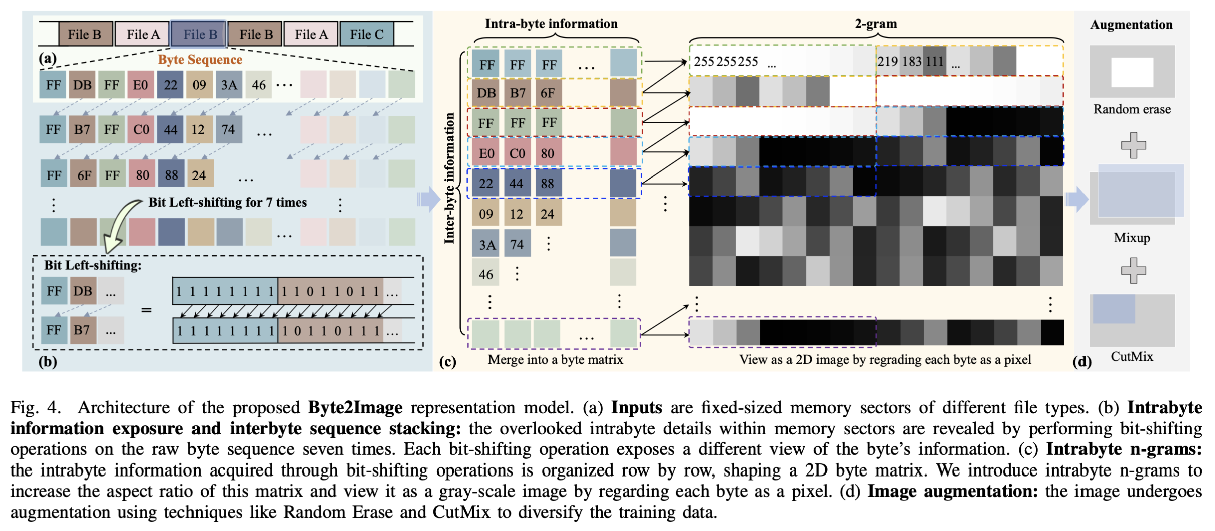 File B File A File B File B File A File C
(a)
Byte Sequence
FF DB FF E0 22 09 3A 46 ...
FF B7 FF C0 44 12 74 ...
FF 6F FF 80 88 24 ...
Bit Left-shifting for 7 times
...
Bit Left-shifting:
FF DB ... = 1 1 1 1 1 1 1 1 1 1 0 1 1 0 1 1 ...
FF B7 ... 1 1 1 1 1 1 1 1 1 0 1 1 0 1 1 1 ...
(b)
Intra-byte information
Inter-byte information
FF FF FF ...
DB B7 6F
FF FF FF
E0 C0 80
22 44 88
09 12 24
3A 74
46
...
(c)
Merge into a byte matrix
2-gram
255 255 255 ... 219 183 111 ...
View as a 2D image by regrading each byte as a pixel
(d)
Augmentation
Random erase
Mixup
CutMix
Fig. 4. Architecture of the proposed Byte2Image representation model. (a) Inputs are fixed-sized memory sectors of different file types. (b) Intrabyte
information exposure and interbyte sequence stacking: the overlooked intrabyte details within memory sectors are revealed by performing bit-shifting
operations on the raw byte sequence seven times. Each bit-shifting operation exposes a different view of the byte's information. (c) Intrabyte n-grams:
the intrabyte information acquired through bit-shifting operations is organized row by row, shaping a 2D byte matrix. We introduce intrabyte n-grams to
increase the aspect ratio of this matrix and view it as a gray-scale image by regarding each byte as a pixel. (d) Image augmentation: the image undergoes
augmentation using techniques like Random Erase and CutMix to diversify the training data.